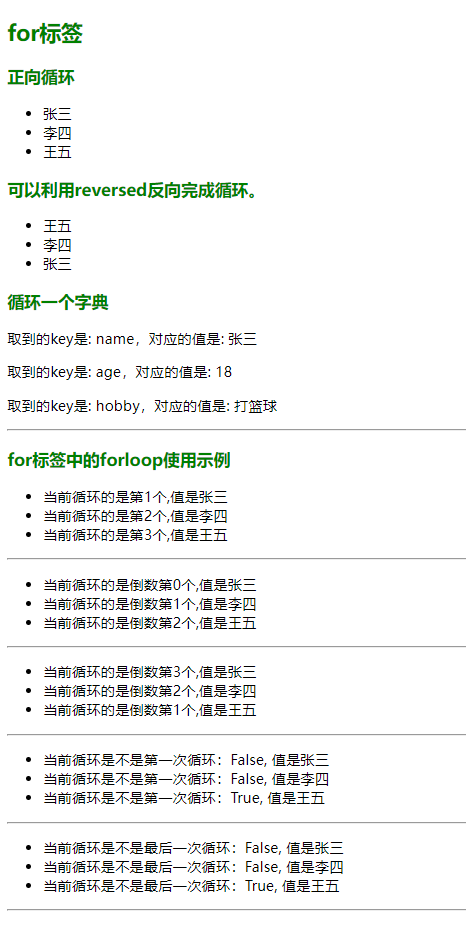 for标签
正向循环
张三
李四
王五
可以利用reversed反向完成循环。
王五
李四
张三
循环一个字典
取到的key是: name，对应的值是: 张三
取到的key是: age，对应的值是: 18
取到的key是: hobby，对应的值是: 打篮球
for标签中的forloop使用示例
当前循环的是第1个,值是张三
当前循环的是第2个,值是李四
当前循环的是第3个,值是王五
当前循环的是倒数第0个,值是张三
当前循环的是倒数第1个,值是李四
当前循环的是倒数第2个,值是王五
当前循环的是倒数第3个,值是张三
当前循环的是倒数第2个,值是李四
当前循环的是倒数第1个,值是王五
当前循环是不是第一次循环：False, 值是张三
当前循环是不是第一次循环：False, 值是李四
当前循环是不是第一次循环：True, 值是王五
当前循环是不是最后一次循环：False, 值是张三
当前循环是不是最后一次循环：False, 值是李四
当前循环是不是最后一次循环：True, 值是王五